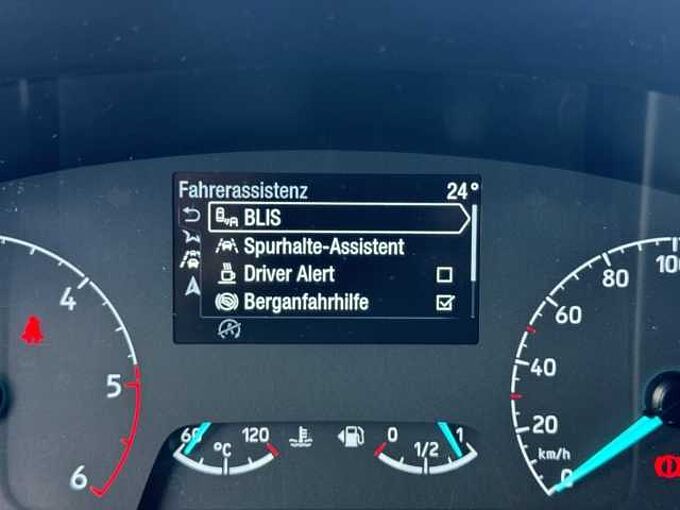 Fahrerassistenz 24°
BLIS
Spurhalte-Assistent
Driver Alert
Berganfahrhilfe
4
5
6
60 °C 120
0 1/2 1
0
20
40
60
80
100
km/h